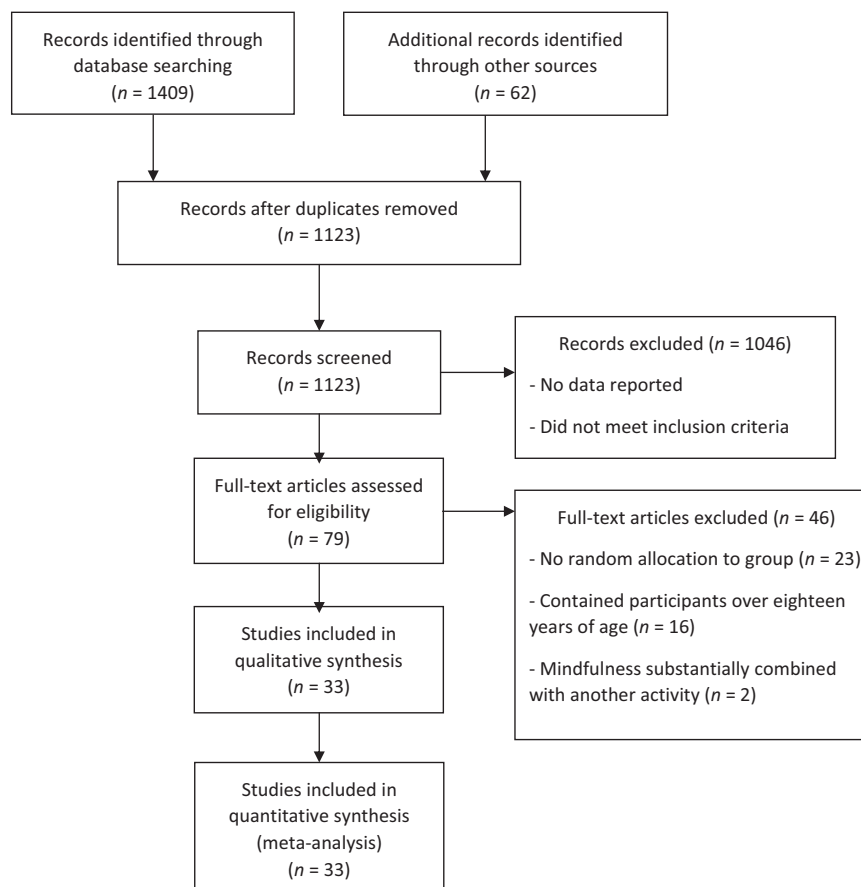 Records identified through
database searching
(n = 1409)
Additional records identified
through other sources
(n = 62)
Records after duplicates removed
(n = 1123)
Records screened
(n = 1123)
Records excluded (n = 1046)
- No data reported
- Did not meet inclusion criteria
Full-text articles assessed
for eligibility
(n = 79)
Full-text articles excluded (n = 46)
- No random allocation to group (n = 23)
- Contained participants over eighteen
years of age (n = 16)
- Mindfulness substantially combined
with another activity (n = 2)
Studies included in
qualitative synthesis
(n = 33)
Studies included in
quantitative synthesis
(meta-analysis)
(n = 33)